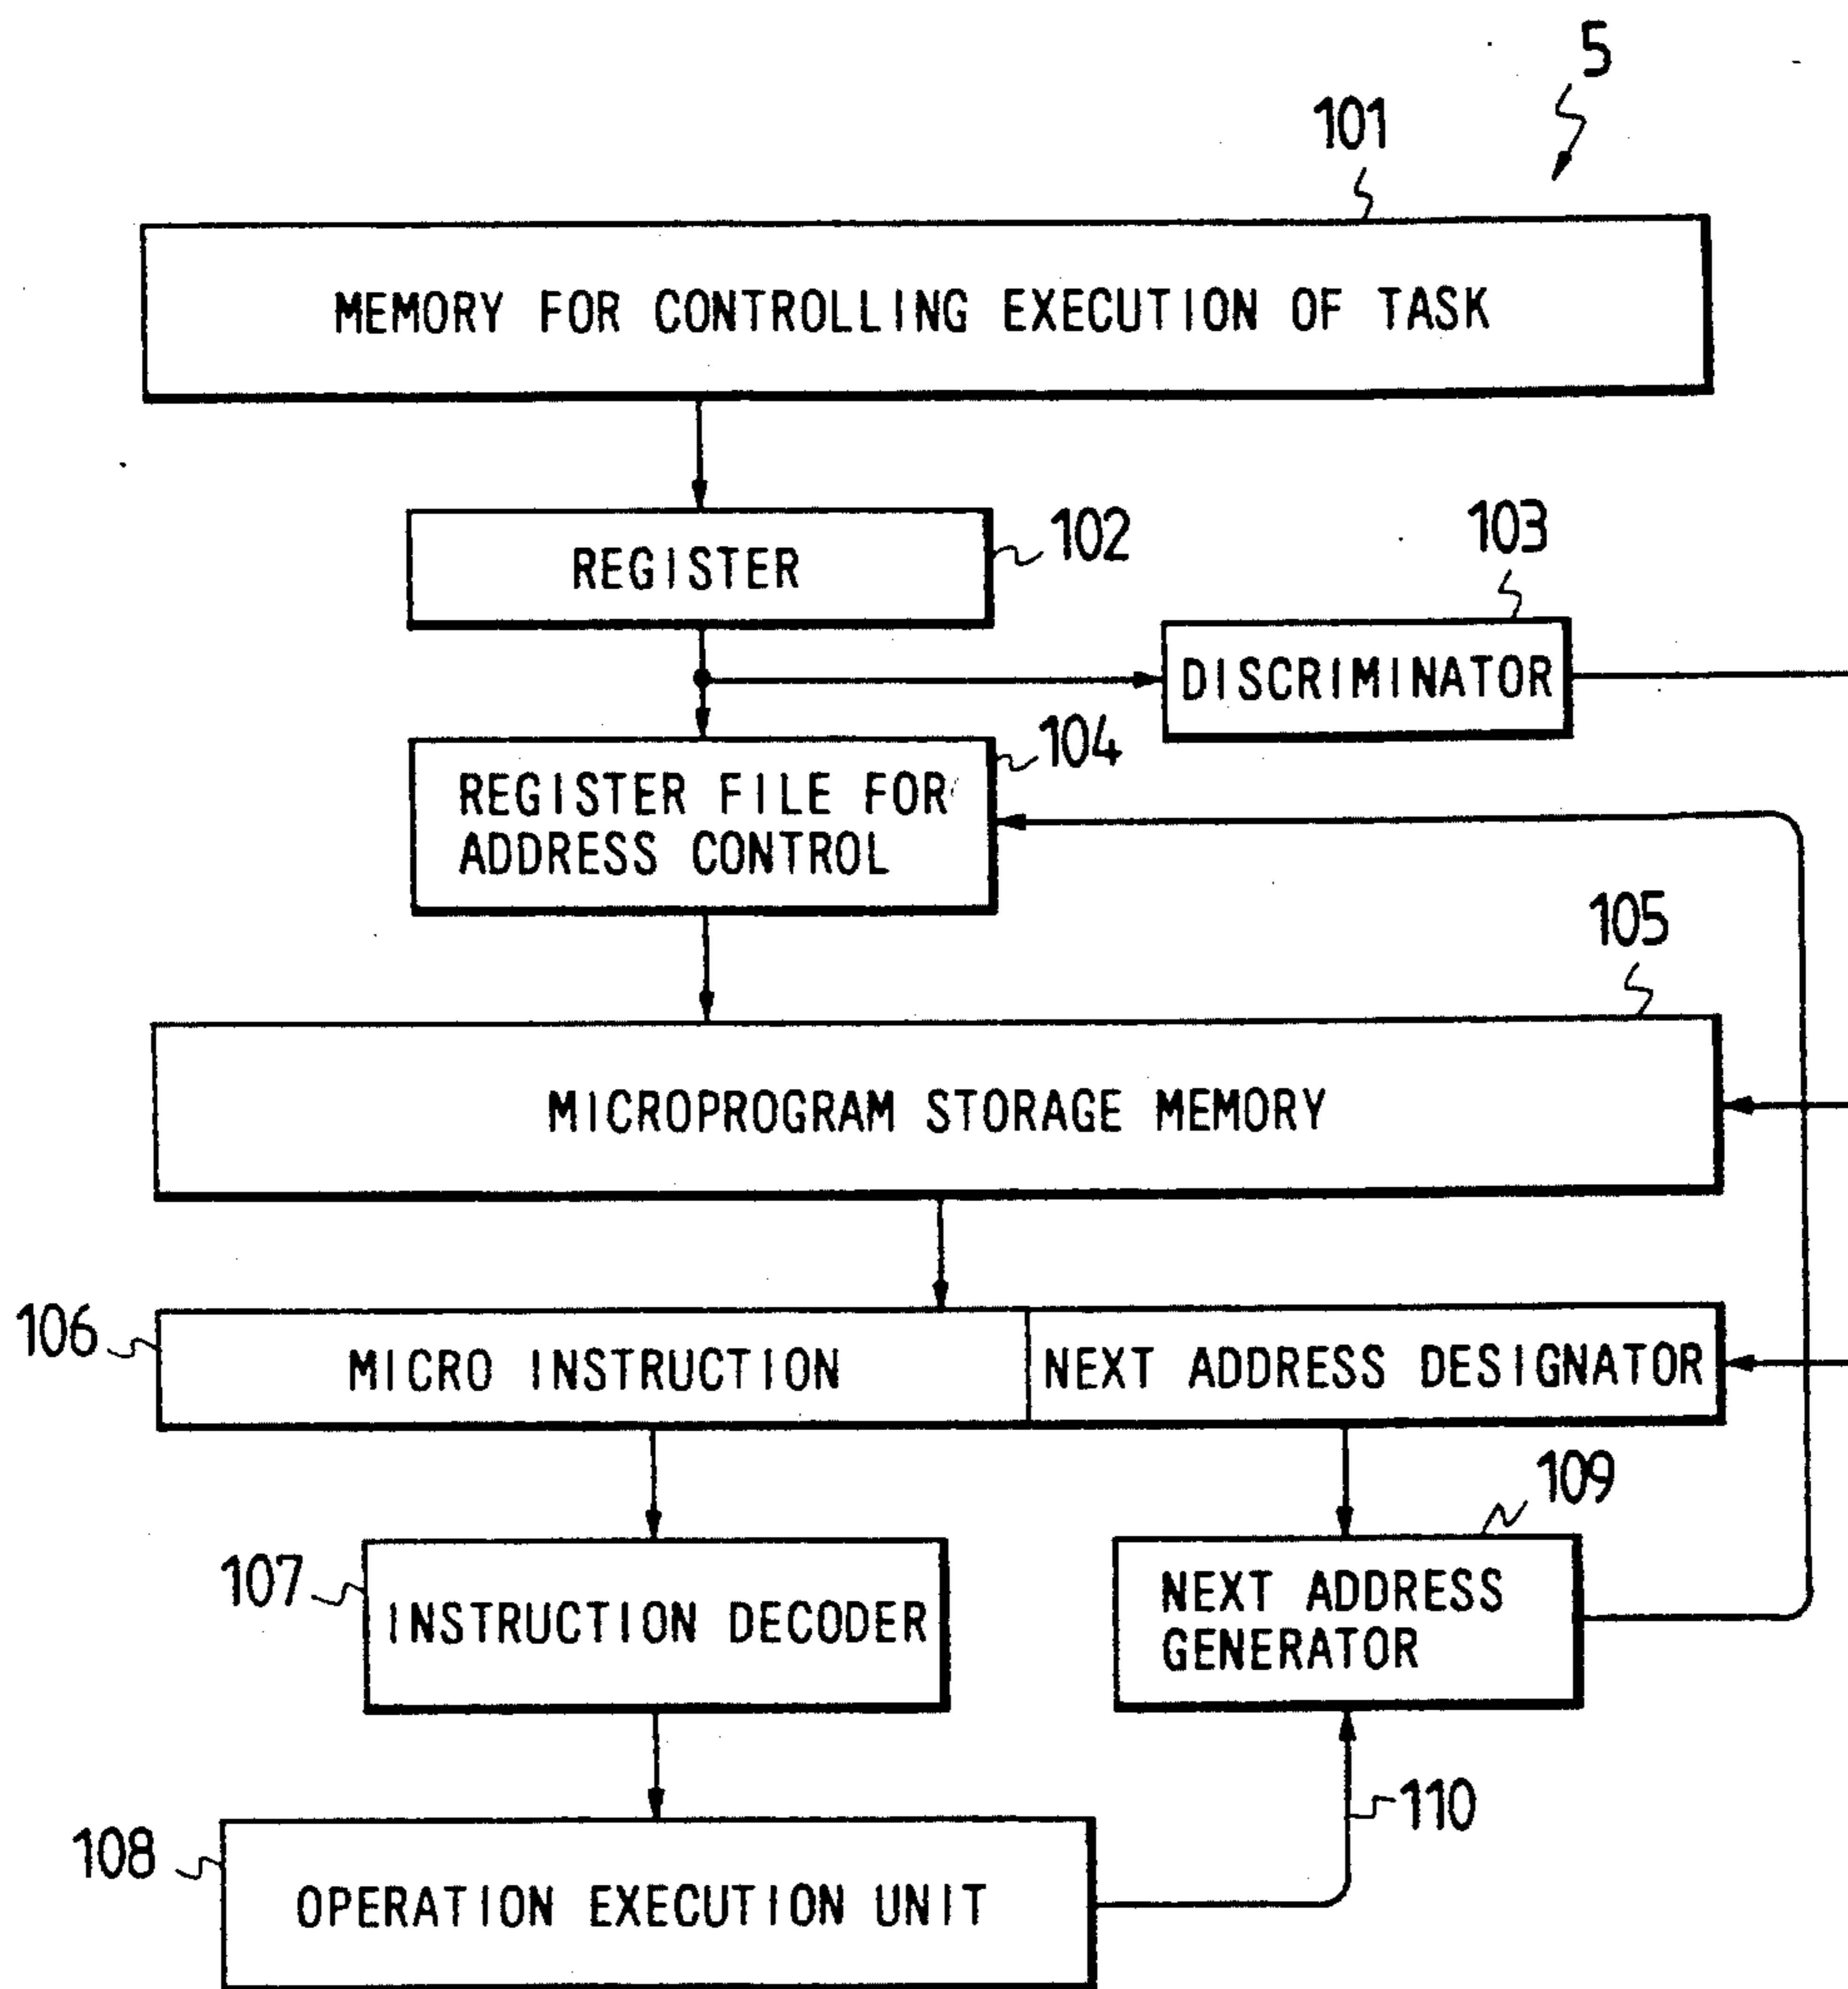 5
101
MEMORY FOR CONTROLLING EXECUTION OF TASK
REGISTER
102
103
DISCRIMINATOR
104
REGISTER FILE FOR
ADDRESS CONTROL
105
MICROPROGRAM STORAGE MEMORY
106
MICRO INSTRUCTION
NEXT ADDRESS DESIGNATOR
107
INSTRUCTION DECODER
109
NEXT ADDRESS
GENERATOR
110
108
OPERATION EXECUTION UNIT